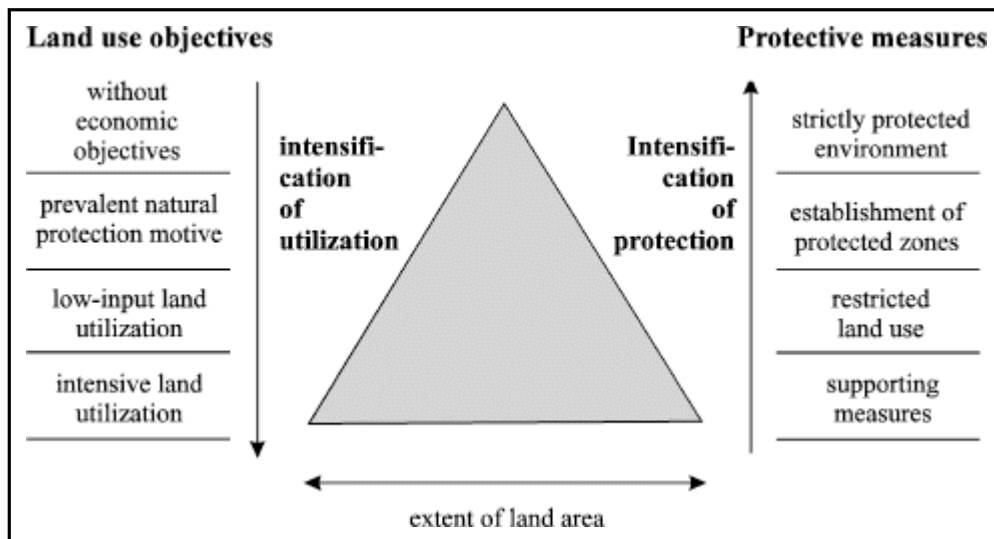 Land use objectives
Protective measures
without
economic
objectives
prevalent natural
protection motive
low-input land
utilization
intensive land
utilization
intensifi-
cation
of
utilization
Intensifi-
cation
of
protection
strictly protected
environment
establishment of
protected zones
restricted
land use
supporting
measures
extent of land area